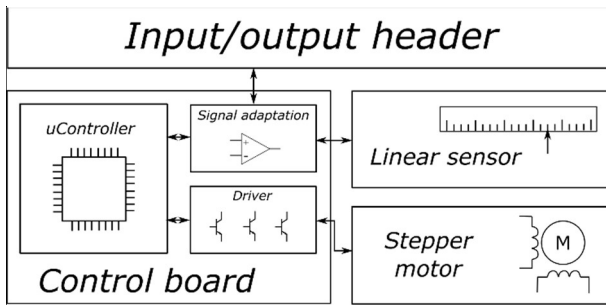 Input/output header
uController
Signal adaptation
+
-
Linear sensor
Driver
Stepper
motor
M
Control board